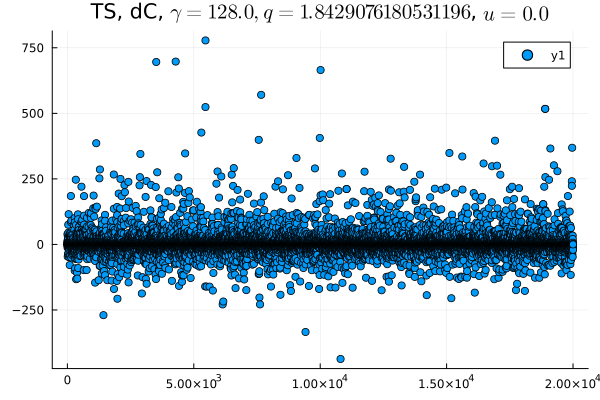 TS, dC, γ = 128.0, q = 1.8429076180531196, u = 0.0
y1
750
500
250
0
−250
0 5.00×10³ 1.00×10⁴ 1.50×10⁴ 2.00×10⁴